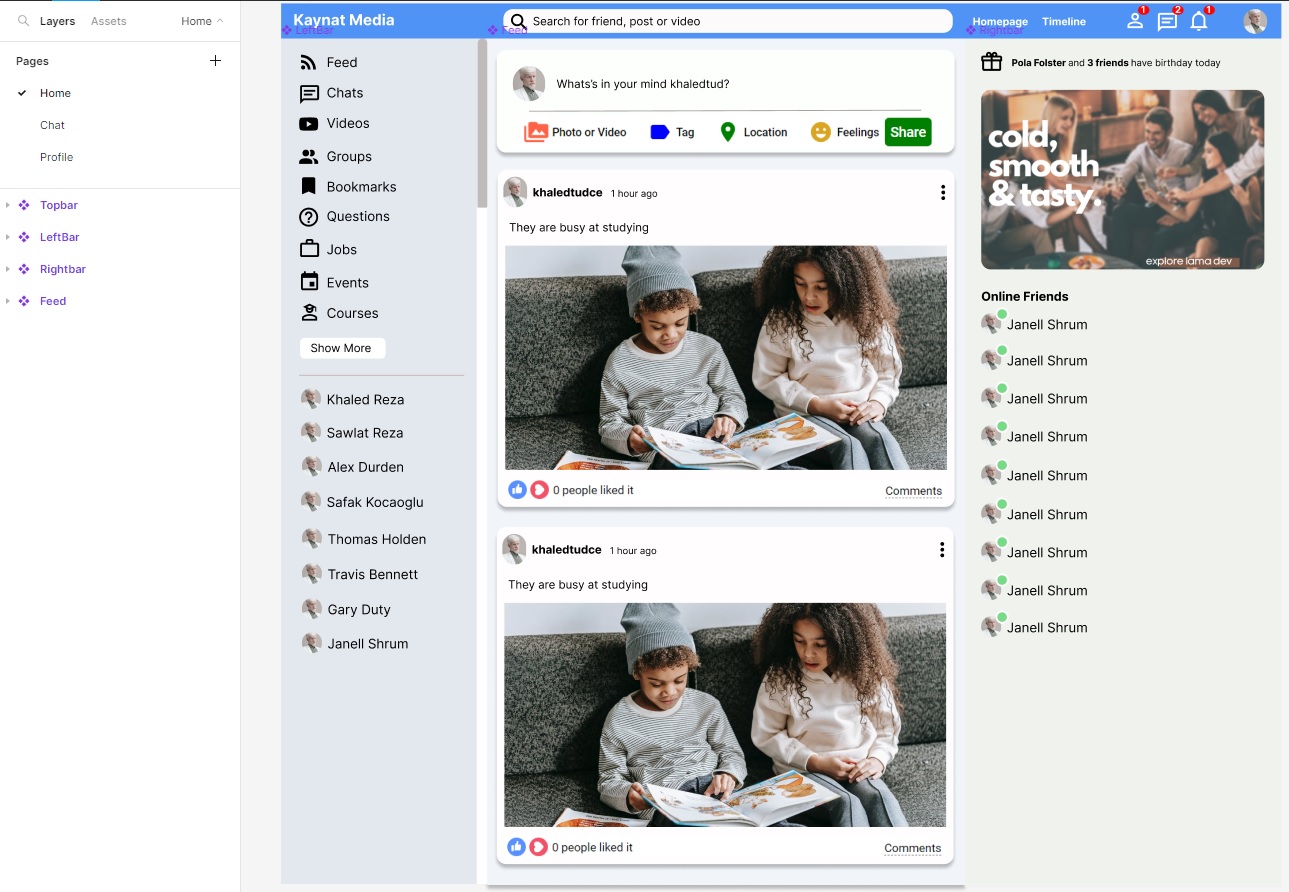 Layers Assets Home
Pages
Home
Chat
Profile
Topbar
LeftBar
Rightbar
Feed
Kaynat Media
Search for friend, post or video
Homepage Timeline
1 2 1
LeftBar
Feed
Rightbar
Feed
Chats
Videos
Groups
Bookmarks
Questions
Jobs
Events
Courses
Show More
Khaled Reza
Sawlat Reza
Alex Durden
Safak Kocaoglu
Thomas Holden
Travis Bennett
Gary Duty
Janell Shrum
Whats's in your mind khaledtud?
Photo or Video Tag Location Feelings Share
khaledtudce 1 hour ago
They are busy at studying
0 people liked it Comments
khaledtudce 1 hour ago
They are busy at studying
0 people liked it Comments
Pola Folster and 3 friends have birthday today
cold,
smooth
& tasty.
explore lama dev
Online Friends
Janell Shrum
Janell Shrum
Janell Shrum
Janell Shrum
Janell Shrum
Janell Shrum
Janell Shrum
Janell Shrum
Janell Shrum